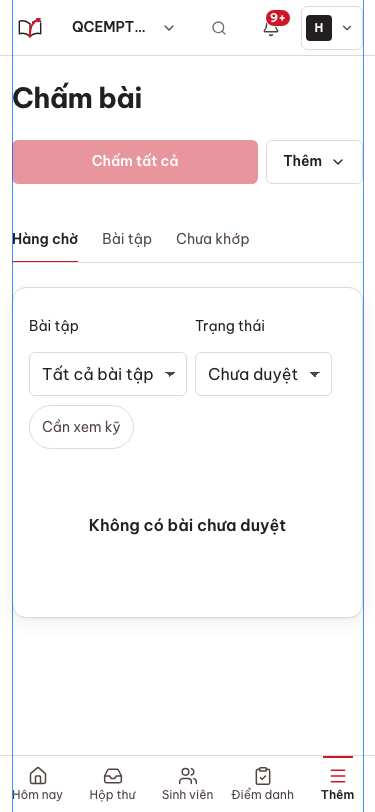 QCEMPT...
9+
H
Chấm bài
Chấm tất cả
Thêm
Hàng chờ
Bài tập
Chưa khớp
Bài tập
Trạng thái
Tất cả bài tập
Chưa duyệt
Cần xem kỹ
Không có bài chưa duyệt
Hôm nay
Hộp thư
Sinh viên
Điểm danh
Thêm